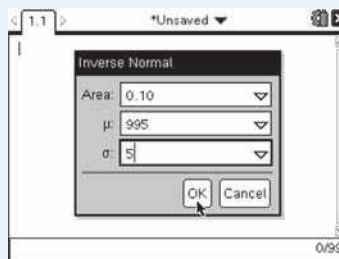 1.1 *Unsaved
Inverse Normal
Area: 0.10
μ: 995
σ: 5
OK Cancel
0/99